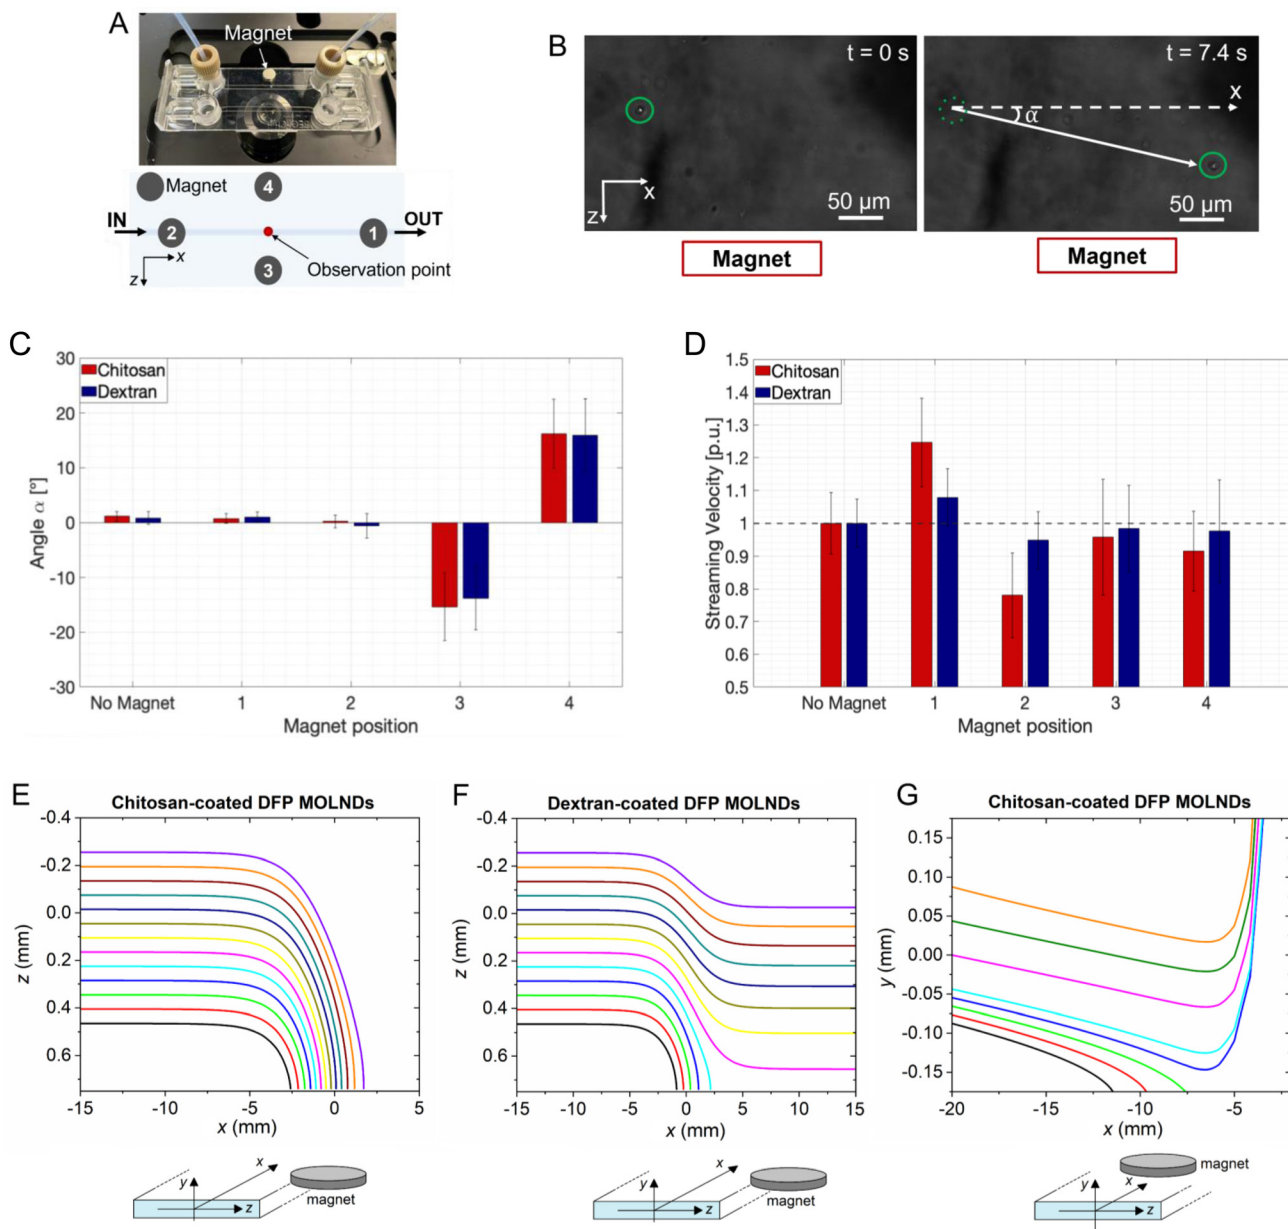 A
Magnet
Magnet
4
IN
2
1
OUT
x
z
3
Observation point
B
t = 0 s
x
z
50 µm
Magnet
t = 7.4 s
x
α
50 µm
Magnet
C
30
20
10
0
-10
-20
-30
Angle α [°]
Chitosan
Dextran
No Magnet 1 2 3 4
Magnet position
D
1.5
1.4
1.3
1.2
1.1
1
0.9
0.8
0.7
0.6
0.5
Streaming Velocity [p.u.]
Chitosan
Dextran
No Magnet 1 2 3 4
Magnet position
E
Chitosan-coated DFP MOLNDs
-0.4
-0.2
0.0
0.2
0.4
0.6
z (mm)
-15 -10 -5 0 5
x (mm)
y
x
z
magnet
F
Dextran-coated DFP MOLNDs
-0.4
-0.2
0.0
0.2
0.4
0.6
z (mm)
-15 -10 -5 0 5 10 15
x (mm)
y
x
z
magnet
G
Chitosan-coated DFP MOLNDs
0.15
0.10
0.05
0.00
-0.05
-0.10
-0.15
y (mm)
-20 -15 -10 -5
x (mm)
magnet
y
x
z